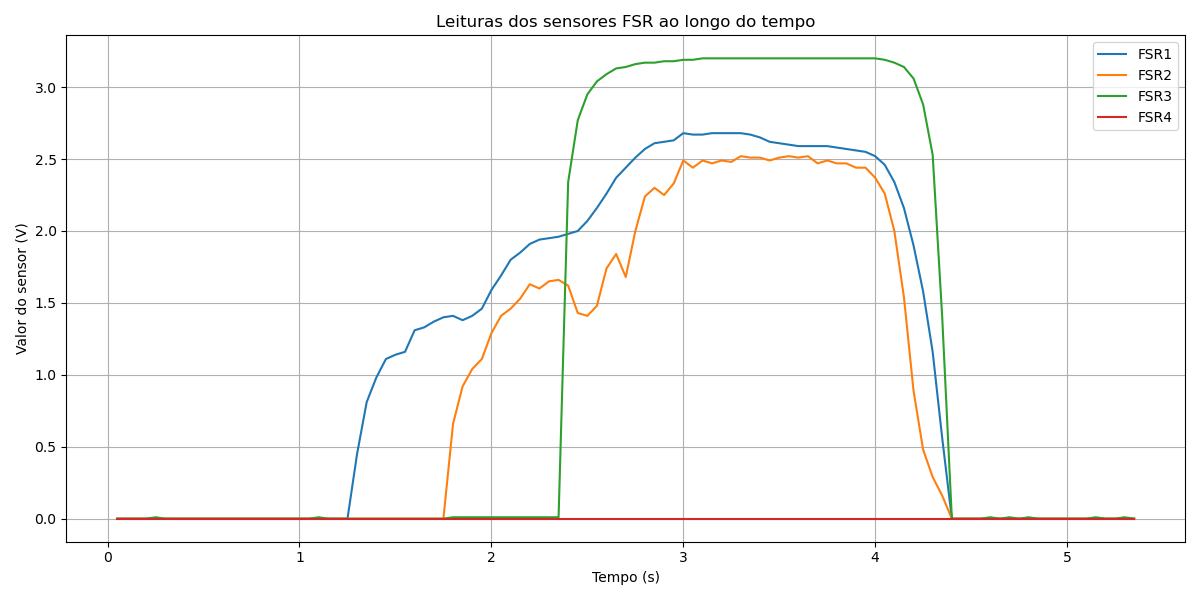 Leituras dos sensores FSR ao longo do tempo
FSR1
FSR2
FSR3
FSR4
Valor do sensor (V)
3.0
2.5
2.0
1.5
1.0
0.5
0.0
0 1 2 3 4 5
Tempo (s)